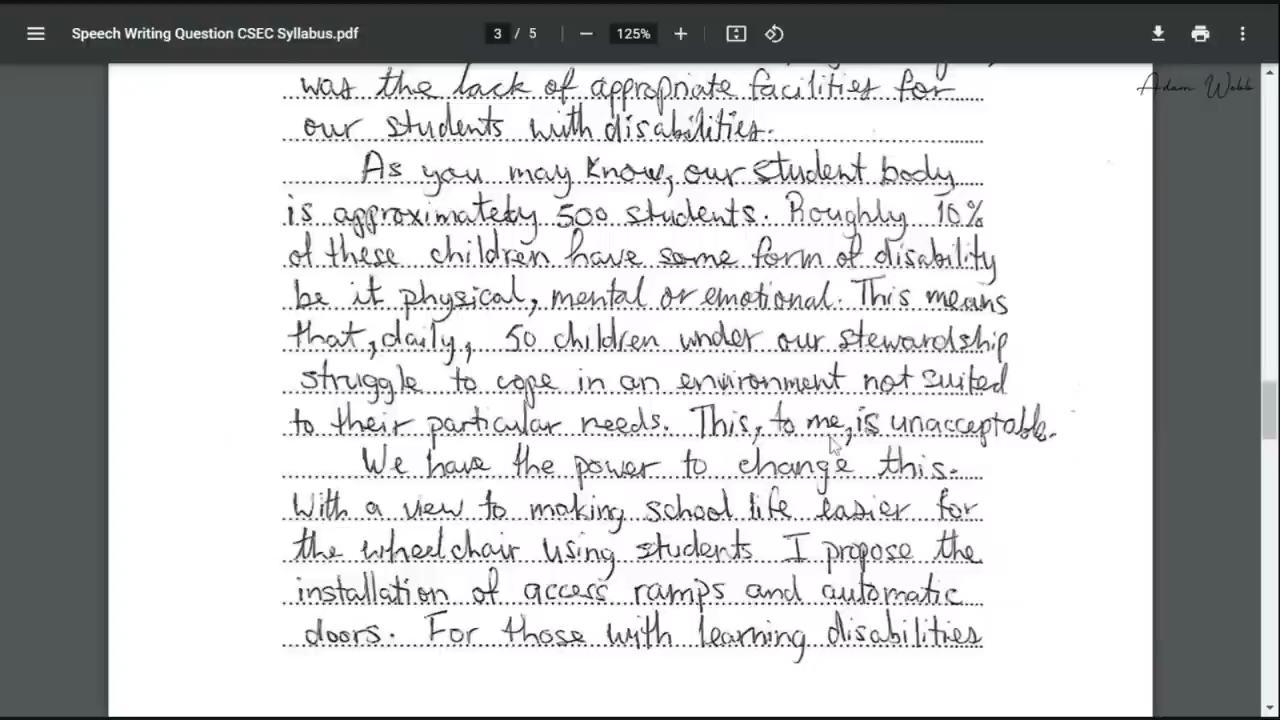 Speech Writing Question CSEC Syllabus.pdf
3 / 5
125%
Adam Webb
was the lack of appropriate facilities for
our students with disabilities.
As you may know, our student body
is approximately 500 students. Roughly 10%
of these children have some form of disability
be it physical, mental or emotional. This means
that, daily, 50 children under our stewardship
struggle to cope in an environment not suited
to their particular needs. This, to me, is unacceptable.
We have the power to change this.
With a view to making school life easier for
the wheelchair using students I propose the
installation of access ramps and automatic
doors. For those with learning disabilities